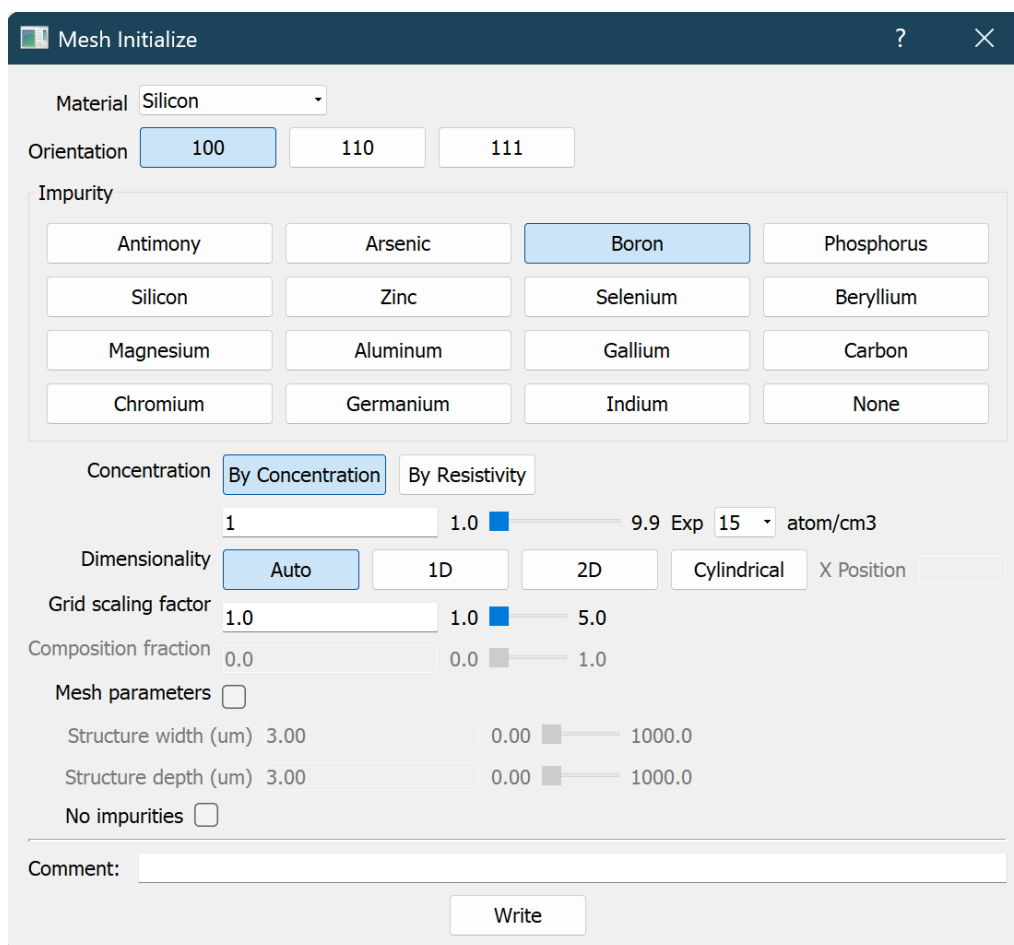 Mesh Initialize ?
Material Silicon
Orientation 100 110 111
Impurity
Antimony Arsenic Boron Phosphorus
Silicon Zinc Selenium Beryllium
Magnesium Aluminum Gallium Carbon
Chromium Germanium Indium None
Concentration By Concentration By Resistivity
1 1.0 9.9 Exp 15 atom/cm3
Dimensionality Auto 1D 2D Cylindrical X Position
Grid scaling factor 1.0 1.0 5.0
Composition fraction 0.0 0.0 1.0
Mesh parameters
Structure width (um) 3.00 0.00 1000.0
Structure depth (um) 3.00 0.00 1000.0
No impurities
Comment:
Write